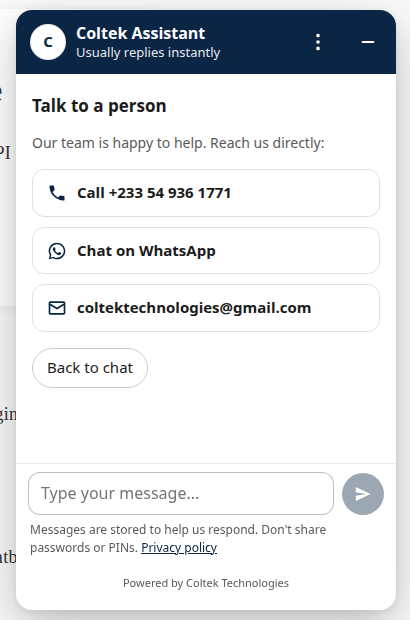 C
Coltek Assistant
Usually replies instantly
Talk to a person
PI
Our team is happy to help. Reach us directly:
Call +233 54 936 1771
Chat on WhatsApp
coltektechnologies@gmail.com
Back to chat
Type your message...
Messages are stored to help us respond. Don't share
passwords or PINs. Privacy policy
Powered by Coltek Technologies